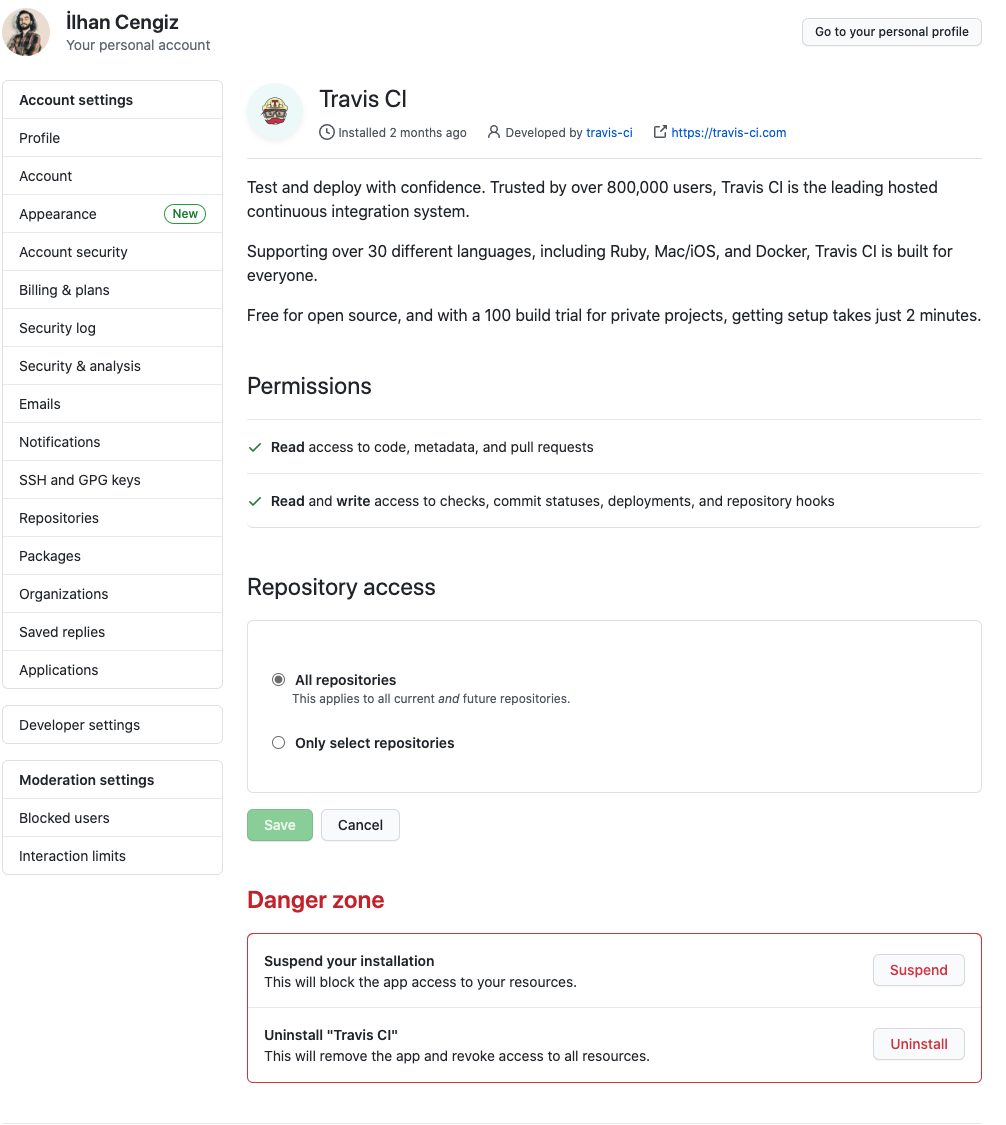 İlhan Cengiz
Your personal account
Go to your personal profile
Account settings
Profile
Account
Appearance New
Account security
Billing & plans
Security log
Security & analysis
Emails
Notifications
SSH and GPG keys
Repositories
Packages
Organizations
Saved replies
Applications
Developer settings
Moderation settings
Blocked users
Interaction limits
Travis CI
Installed 2 months ago Developed by travis-ci https://travis-ci.com
Test and deploy with confidence. Trusted by over 800,000 users, Travis CI is the leading hosted
continuous integration system.
Supporting over 30 different languages, including Ruby, Mac/iOS, and Docker, Travis CI is built for
everyone.
Free for open source, and with a 100 build trial for private projects, getting setup takes just 2 minutes.
Permissions
Read access to code, metadata, and pull requests
Read and write access to checks, commit statuses, deployments, and repository hooks
Repository access
All repositories
This applies to all current and future repositories.
Only select repositories
Save Cancel
Danger zone
Suspend your installation
This will block the app access to your resources.
Suspend
Uninstall "Travis CI"
This will remove the app and revoke access to all resources.
Uninstall